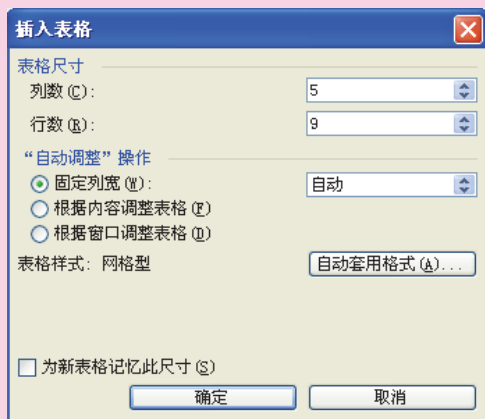 插入表格
表格尺寸
列数(C): 5
行数(R): 9
“自动调整”操作
固定列宽(W): 自动
根据内容调整表格(F)
根据窗口调整表格(D)
表格样式: 网格型 自动套用格式(A)...
为新表格记忆此尺寸(S)
确定 取消